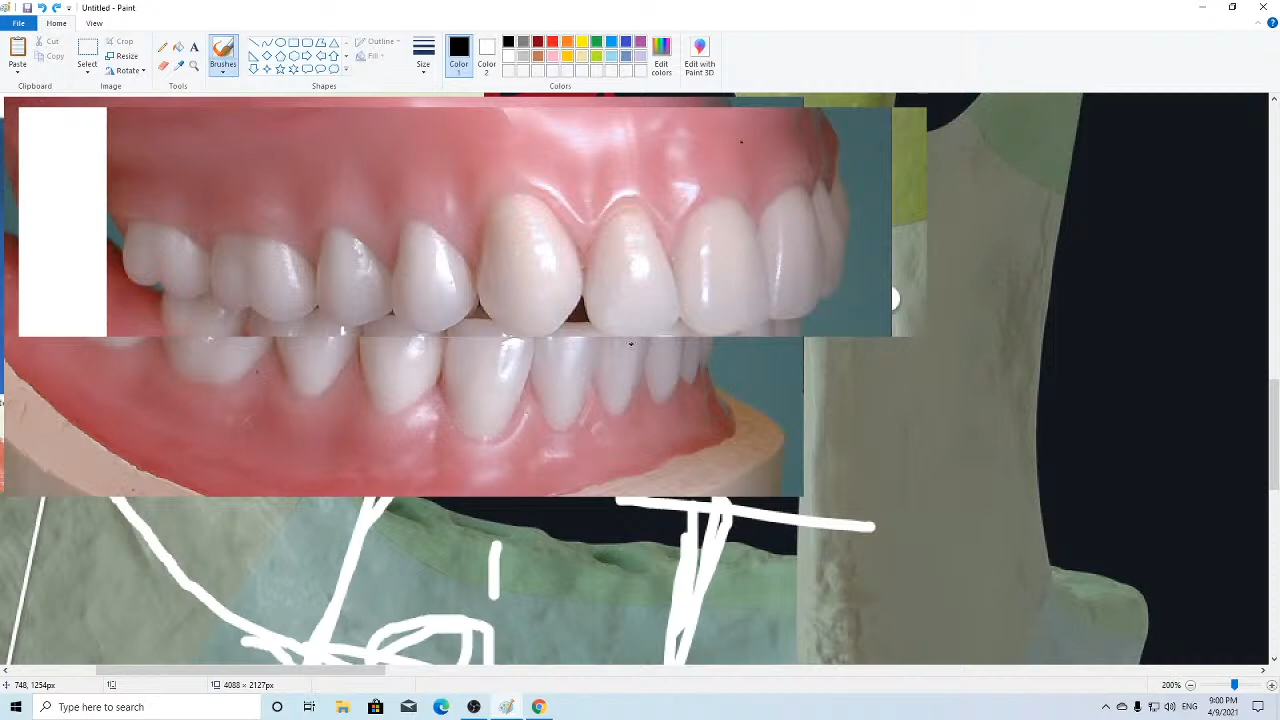 Untitled - Paint
File Home View
Paste
Cut
Copy
Clipboard
Select
Crop
Resize
Rotate
Image
A
Tools
Brushes
Shapes
Outline
Fill
Size
Color 1
Color 2
Edit colors
Colors
Edit with Paint 3D
748, 1254px
4088 × 2127px
200%
Type here to search
ENG
9:00 PM
4/9/2021